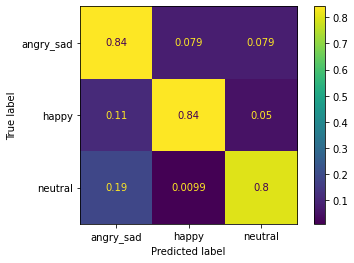 angry_sad 0.84 0.079 0.079
happy 0.11 0.84 0.05
neutral 0.19 0.0099 0.8
angry_sad happy neutral
Predicted label
True label
0.8
0.7
0.6
0.5
0.4
0.3
0.2
0.1